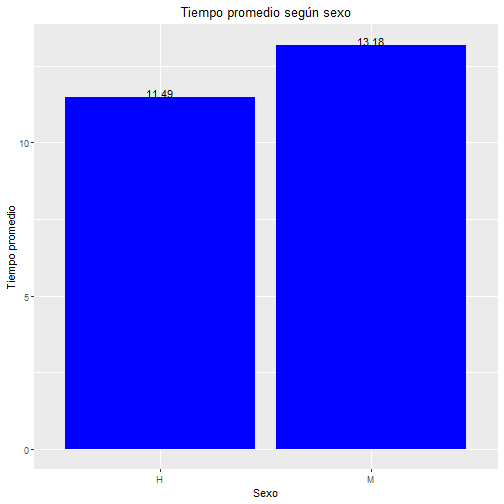 Tiempo promedio según sexo
13.18
11.49
10
5
0
Tiempo promedio
H
M
Sexo